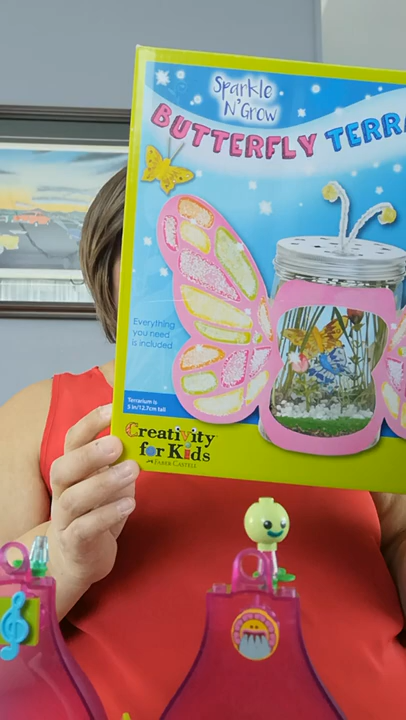 Sparkle
N'Grow
BUTTERFLY TERRA
Everything
you need
is included
Terrarium is
5 in/12.7cm tall
Creativity
for Kids
FABER-CASTELL